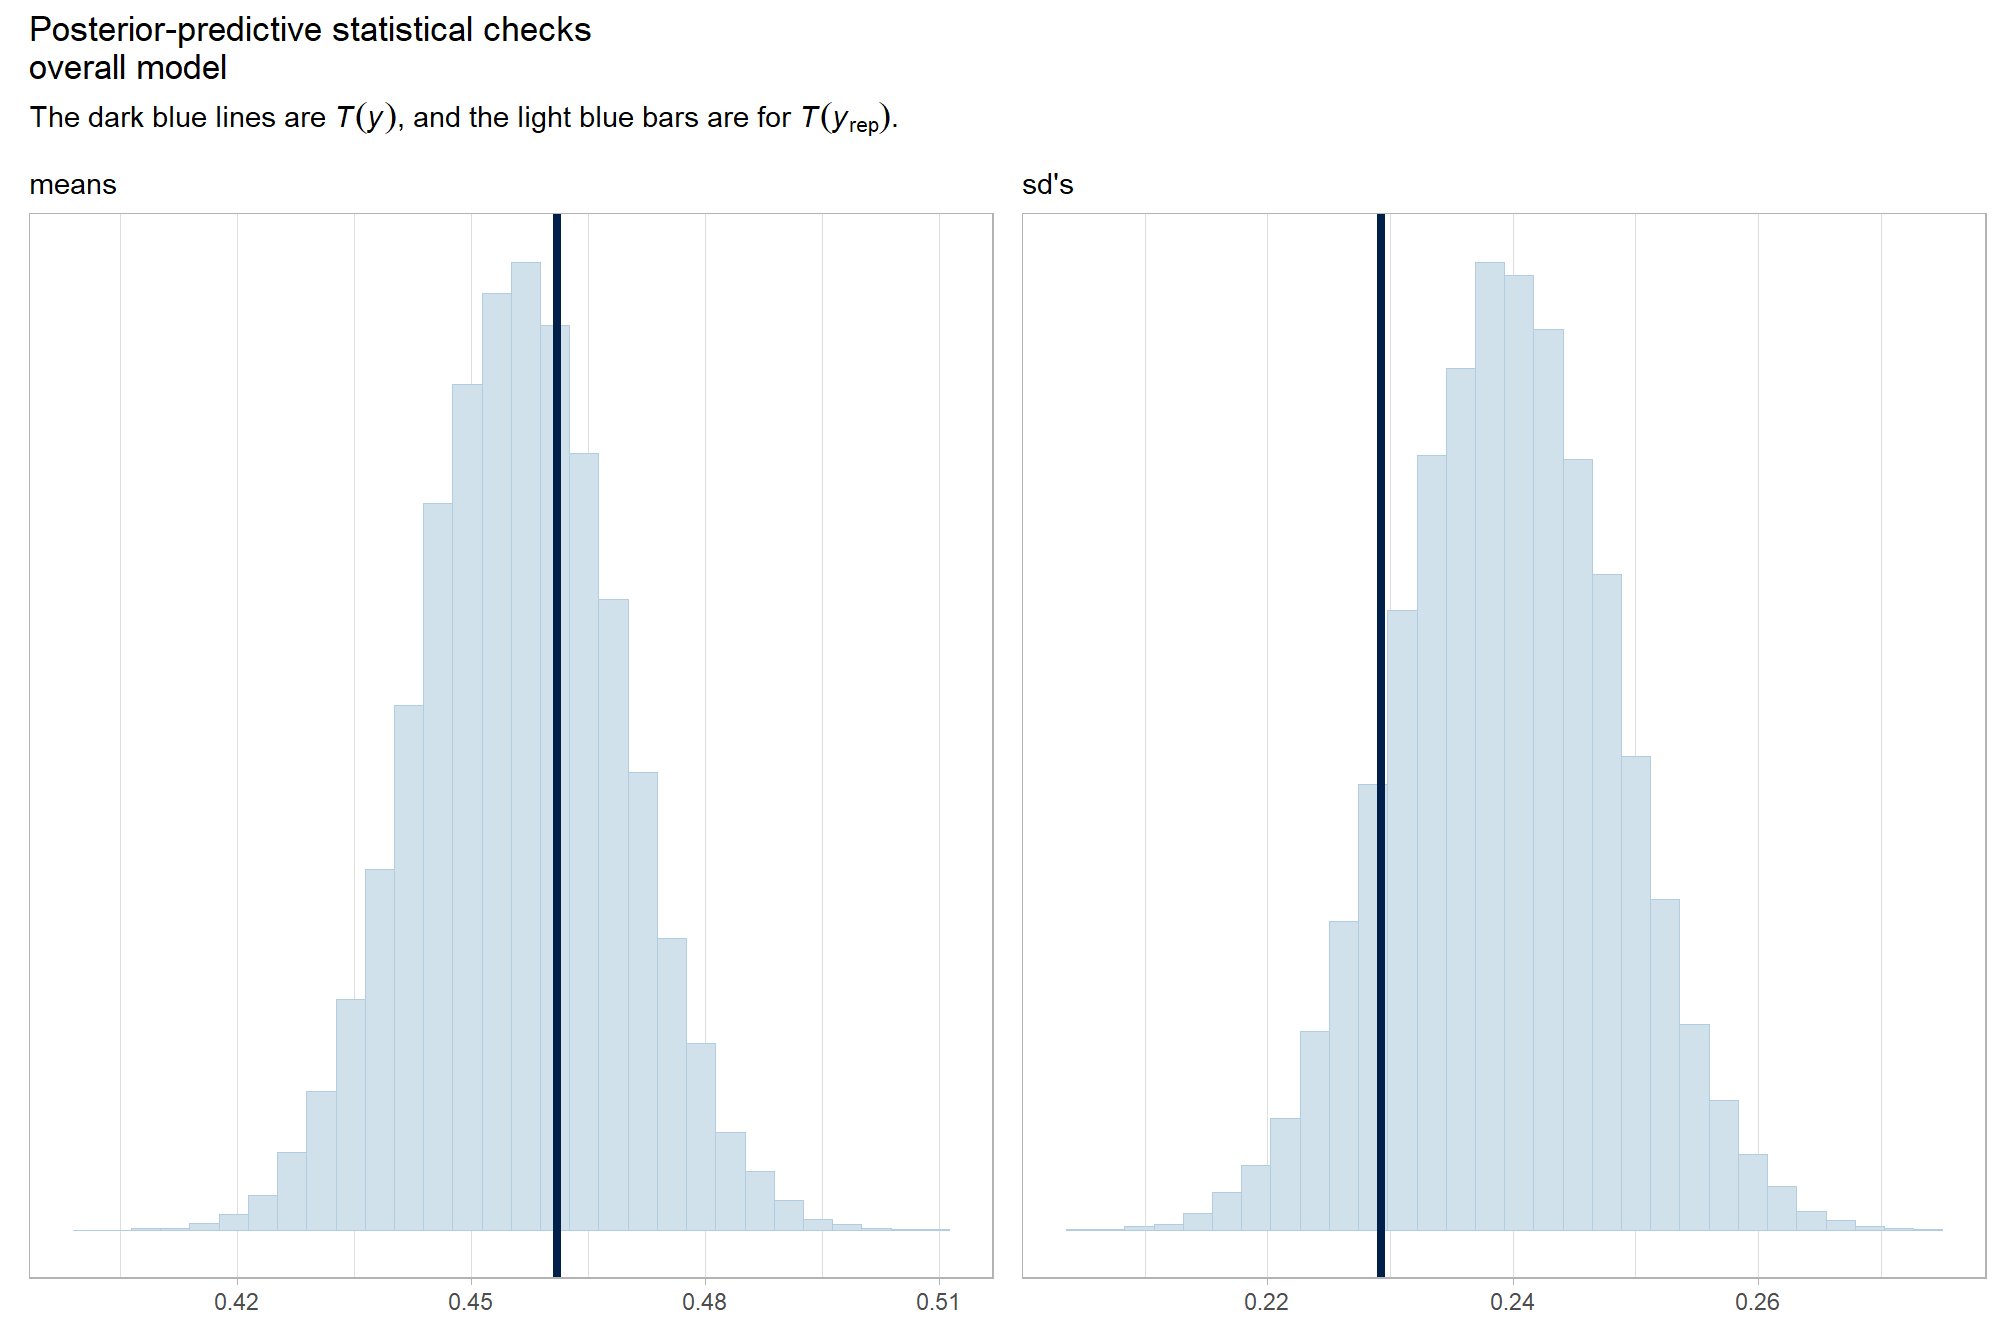 Posterior-predictive statistical checks
overall model
The dark blue lines are T(y), and the light blue bars are for T(yrep).
means
sd's
0.42 0.45 0.48 0.51
0.22 0.24 0.26